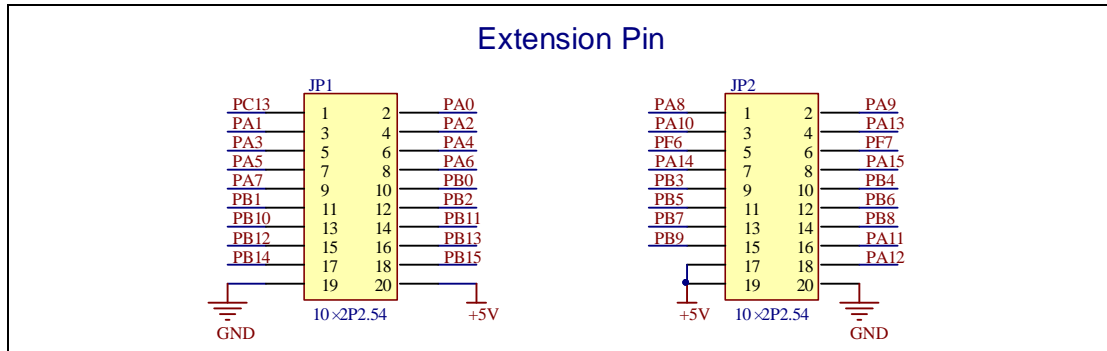 Extension Pin
JP1
PC13 1 2 PA0
PA1 3 4 PA2
PA3 5 6 PA4
PA5 7 8 PA6
PA7 9 10 PB0
PB1 11 12 PB2
PB10 13 14 PB11
PB12 15 16 PB13
PB14 17 18 PB15
19 20
GND 10×2P2.54 +5V
JP2
PA8 1 2 PA9
PA10 3 4 PA13
PF6 5 6 PF7
PA14 7 8 PA15
PB3 9 10 PB4
PB5 11 12 PB6
PB7 13 14 PB8
PB9 15 16 PA11
17 18 PA12
19 20
+5V 10×2P2.54 GND